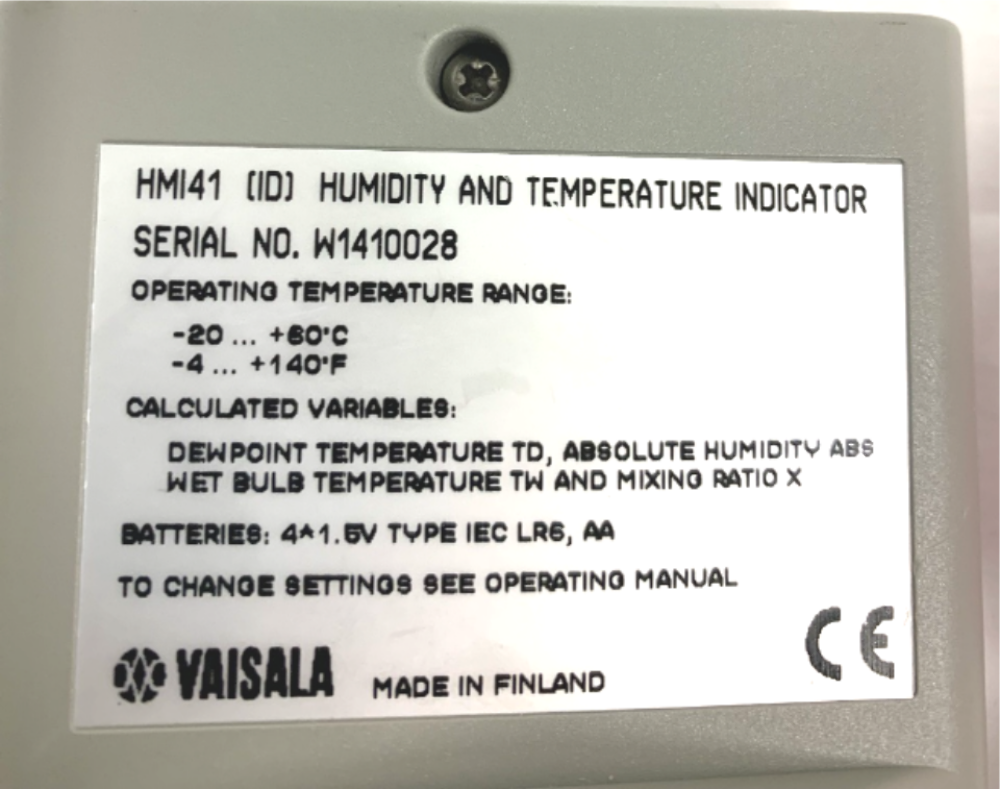 HMI41 (ID) HUMIDITY AND TEMPERATURE INDICATOR
SERIAL NO. W1410028
OPERATING TEMPERATURE RANGE:
-20 ... +60°C
-4 ... +140°F
CALCULATED VARIABLES:
DEWPOINT TEMPERATURE TD, ABSOLUTE HUMIDITY ABS
WET BULB TEMPERATURE TW AND MIXING RATIO X
BATTERIES: 4*1.5V TYPE IEC LR6, AA
TO CHANGE SETTINGS SEE OPERATING MANUAL
VAISALA MADE IN FINLAND CE